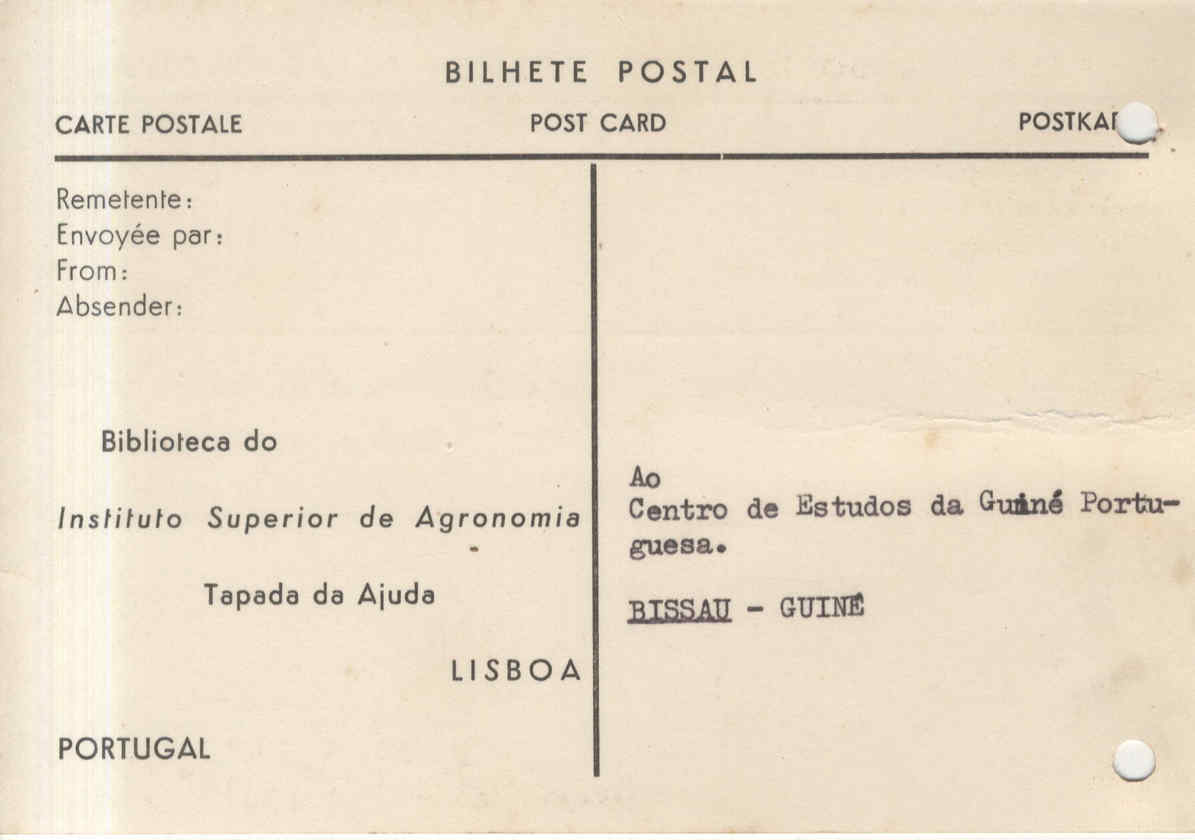 BILHETE POSTAL
CARTE POSTALE POST CARD POSTKA
Remetente:
Envoyée par:
From:
Absender:
Biblioteca do
Instituto Superior de Agronomia
Tapada da Ajuda
LISBOA
PORTUGAL
Ao
Centro de Estudos da Guiné Portu-
guesa.
BISSAU - GUINÉ